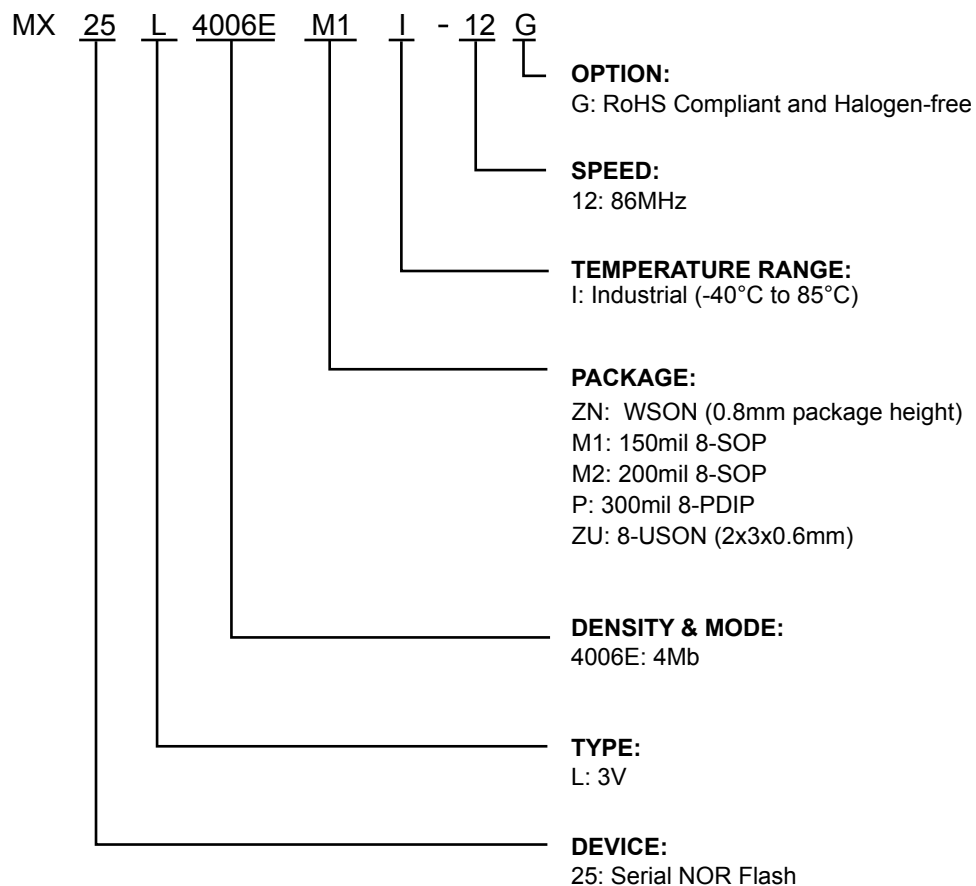 MX 25 L 4006E M1 I - 12 G
OPTION:
G: RoHS Compliant and Halogen-free
SPEED:
12: 86MHz
TEMPERATURE RANGE:
I: Industrial (-40°C to 85°C)
PACKAGE:
ZN: WSON (0.8mm package height)
M1: 150mil 8-SOP
M2: 200mil 8-SOP
P: 300mil 8-PDIP
ZU: 8-USON (2x3x0.6mm)
DENSITY & MODE:
4006E: 4Mb
TYPE:
L: 3V
DEVICE:
25: Serial NOR Flash